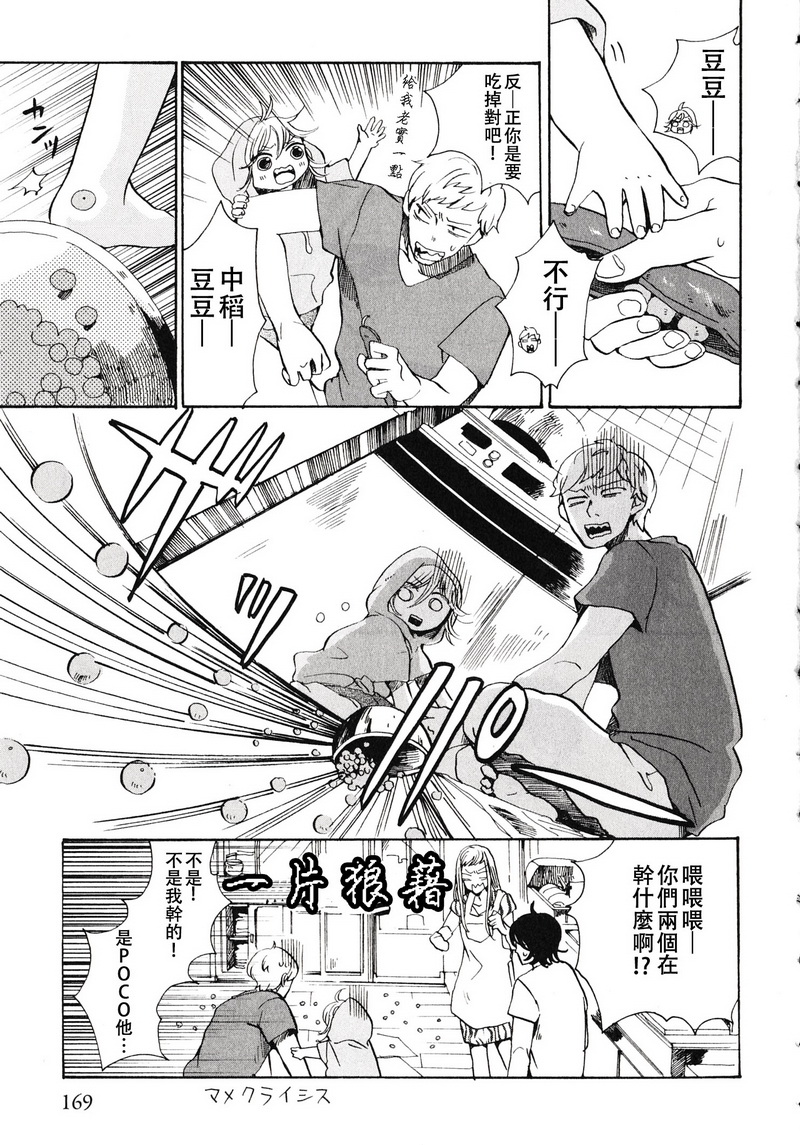 豆豆—
不行—
反—正你是要
吃掉對吧！
給我老實一點
中稻—
豆豆—
カンッ
バババッ
喂喂喂—
你們兩個在
幹什麼啊!?
一片狼藉
不是！
不是我幹的！
是POCO他…
マメクライシス
169